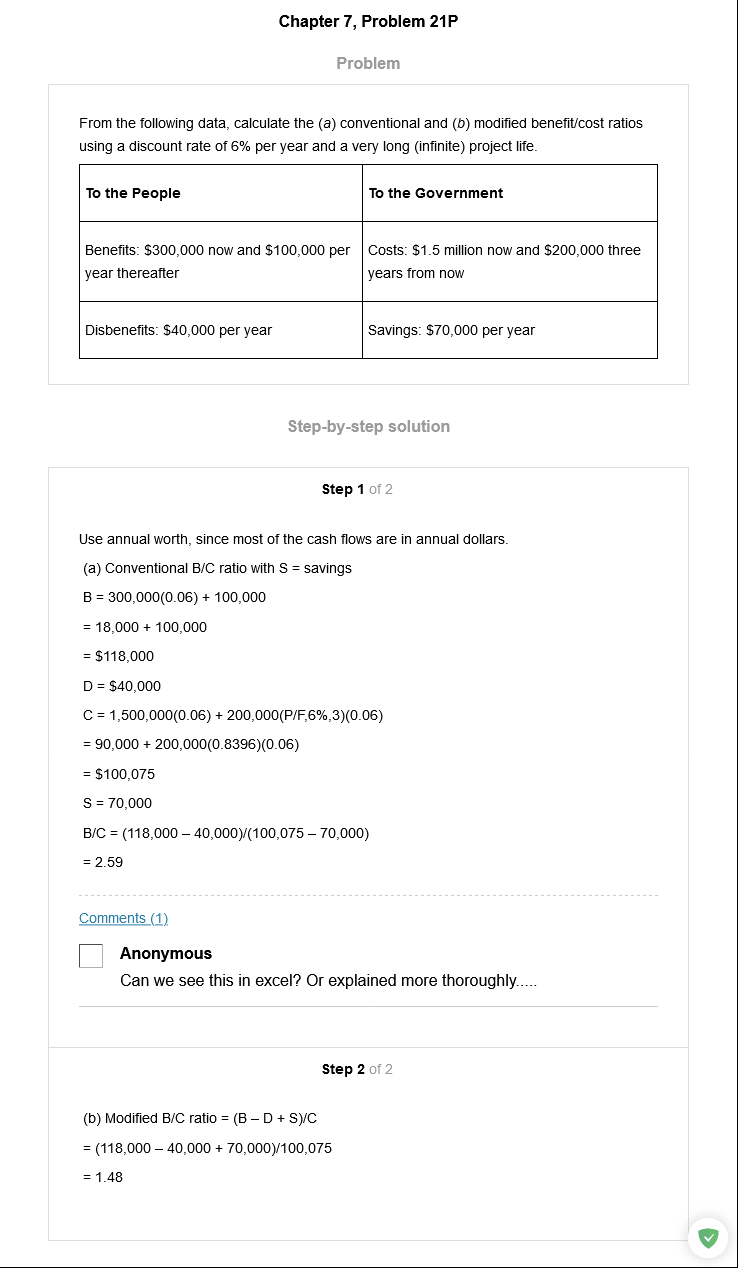 Chapter 7, Problem 21P
Problem
From the following data, calculate the (a) conventional and (b) modified benefit/cost ratios
using a discount rate of 6% per year and a very long (infinite) project life.
To the People
To the Government
Benefits: $300,000 now and $100,000 per
year thereafter
Costs: $1.5 million now and $200,000 three
years from now
Disbenefits: $40,000 per year
Savings: $70,000 per year
Step-by-step solution
Step 1 of 2
Use annual worth, since most of the cash flows are in annual dollars.
(a) Conventional B/C ratio with S = savings
B = 300,000(0.06) + 100,000
= 18,000 + 100,000
= $118,000
D = $40,000
C = 1,500,000(0.06) + 200,000(P/F,6%,3)(0.06)
= 90,000 + 200,000(0.8396)(0.06)
= $100,075
S = 70,000
B/C = (118,000 – 40,000)/(100,075 – 70,000)
= 2.59
Comments (1)
Anonymous
Can we see this in excel? Or explained more thoroughly.....
Step 2 of 2
(b) Modified B/C ratio = (B – D + S)/C
= (118,000 – 40,000 + 70,000)/100,075
= 1.48